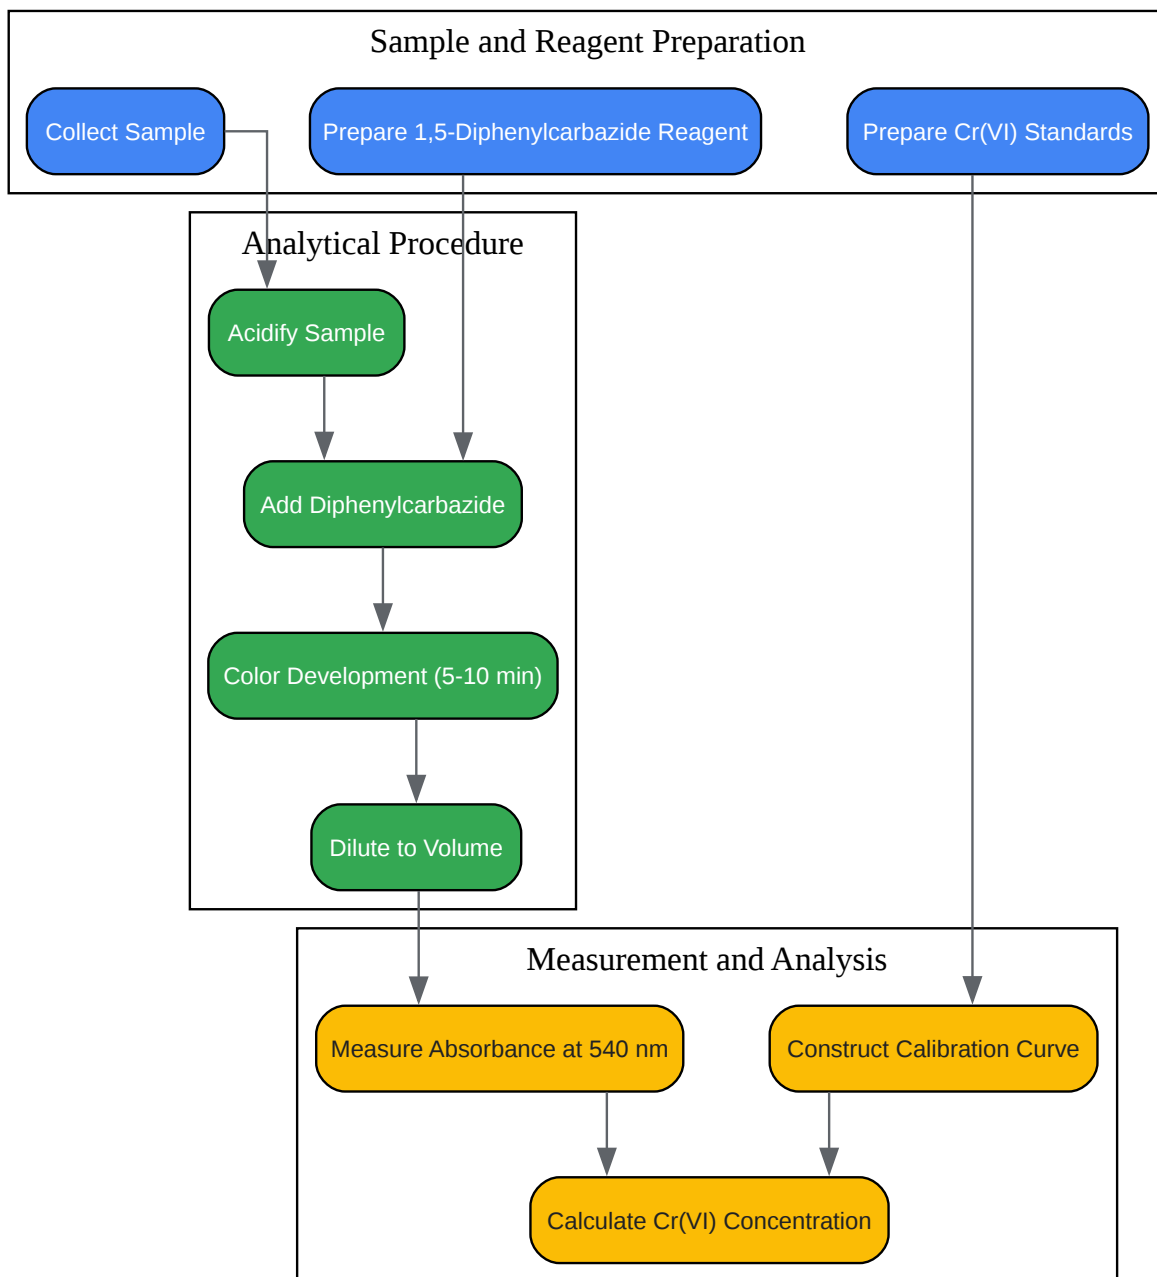 Sample and Reagent Preparation
Collect Sample
Prepare 1,5-Diphenylcarbazide Reagent
Prepare Cr(VI) Standards
Analytical Procedure
Acidify Sample
Add Diphenylcarbazide
Color Development (5-10 min)
Dilute to Volume
Measurement and Analysis
Measure Absorbance at 540 nm
Construct Calibration Curve
Calculate Cr(VI) Concentration